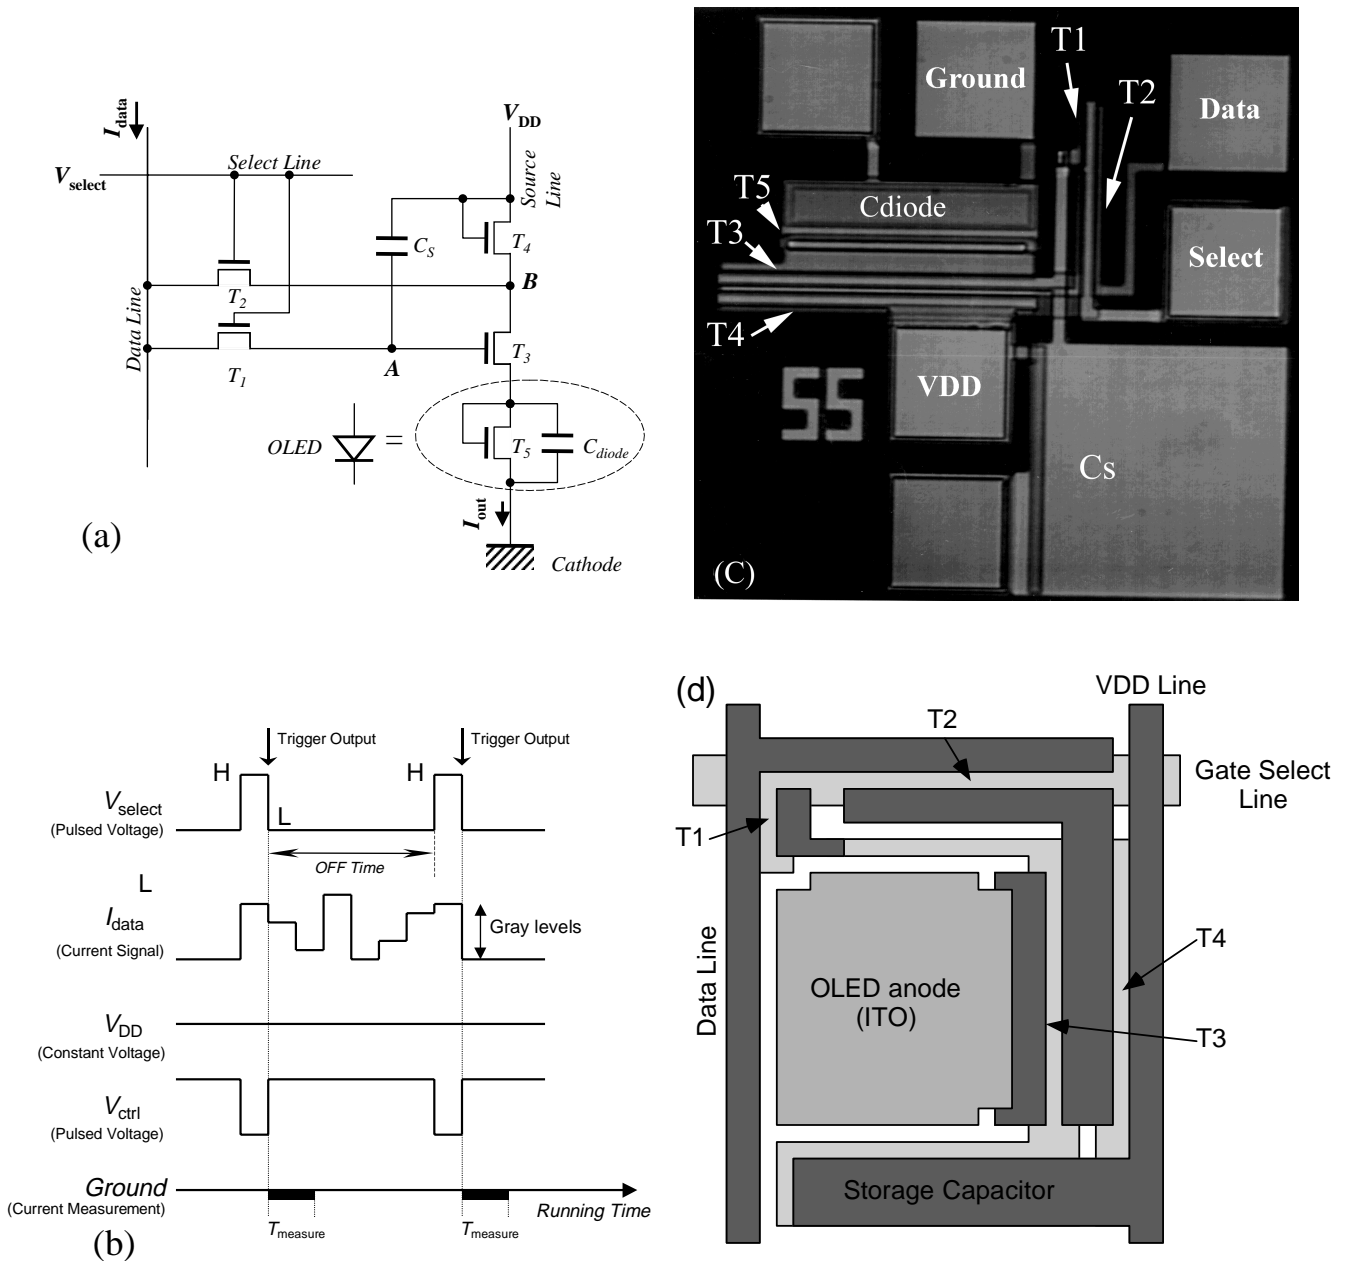 I_data
V_DD
V_select
Select Line
Source
Line
C_S
T_4
B
T_2
Data Line
T_1
A
T_3
OLED
=
T_5
C_diode
I_out
(a)
Cathode
T1
Ground
T2
Data
T5
Cdiode
T3
Select
T4
VDD
55
Cs
(C)
Trigger Output
Trigger Output
H
H
V_select
(Pulsed Voltage)
L
OFF Time
L
I_data
(Current Signal)
Gray levels
V_DD
(Constant Voltage)
V_ctrl
(Pulsed Voltage)
Ground
(Current Measurement)
Running Time
T_measure
T_measure
(b)
(d)
VDD Line
T2
Gate Select
Line
T1
Data Line
OLED anode
(ITO)
T4
T3
Storage Capacitor